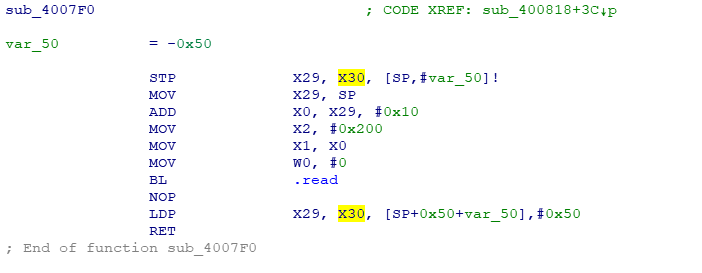 sub_4007F0 ; CODE XREF: sub_400818+3C↓p
var_50 = -0x50
STP X29, X30, [SP,#var_50]!
MOV X29, SP
ADD X0, X29, #0x10
MOV X2, #0x200
MOV X1, X0
MOV W0, #0
BL .read
NOP
LDP X29, X30, [SP+0x50+var_50],#0x50
RET
; End of function sub_4007F0